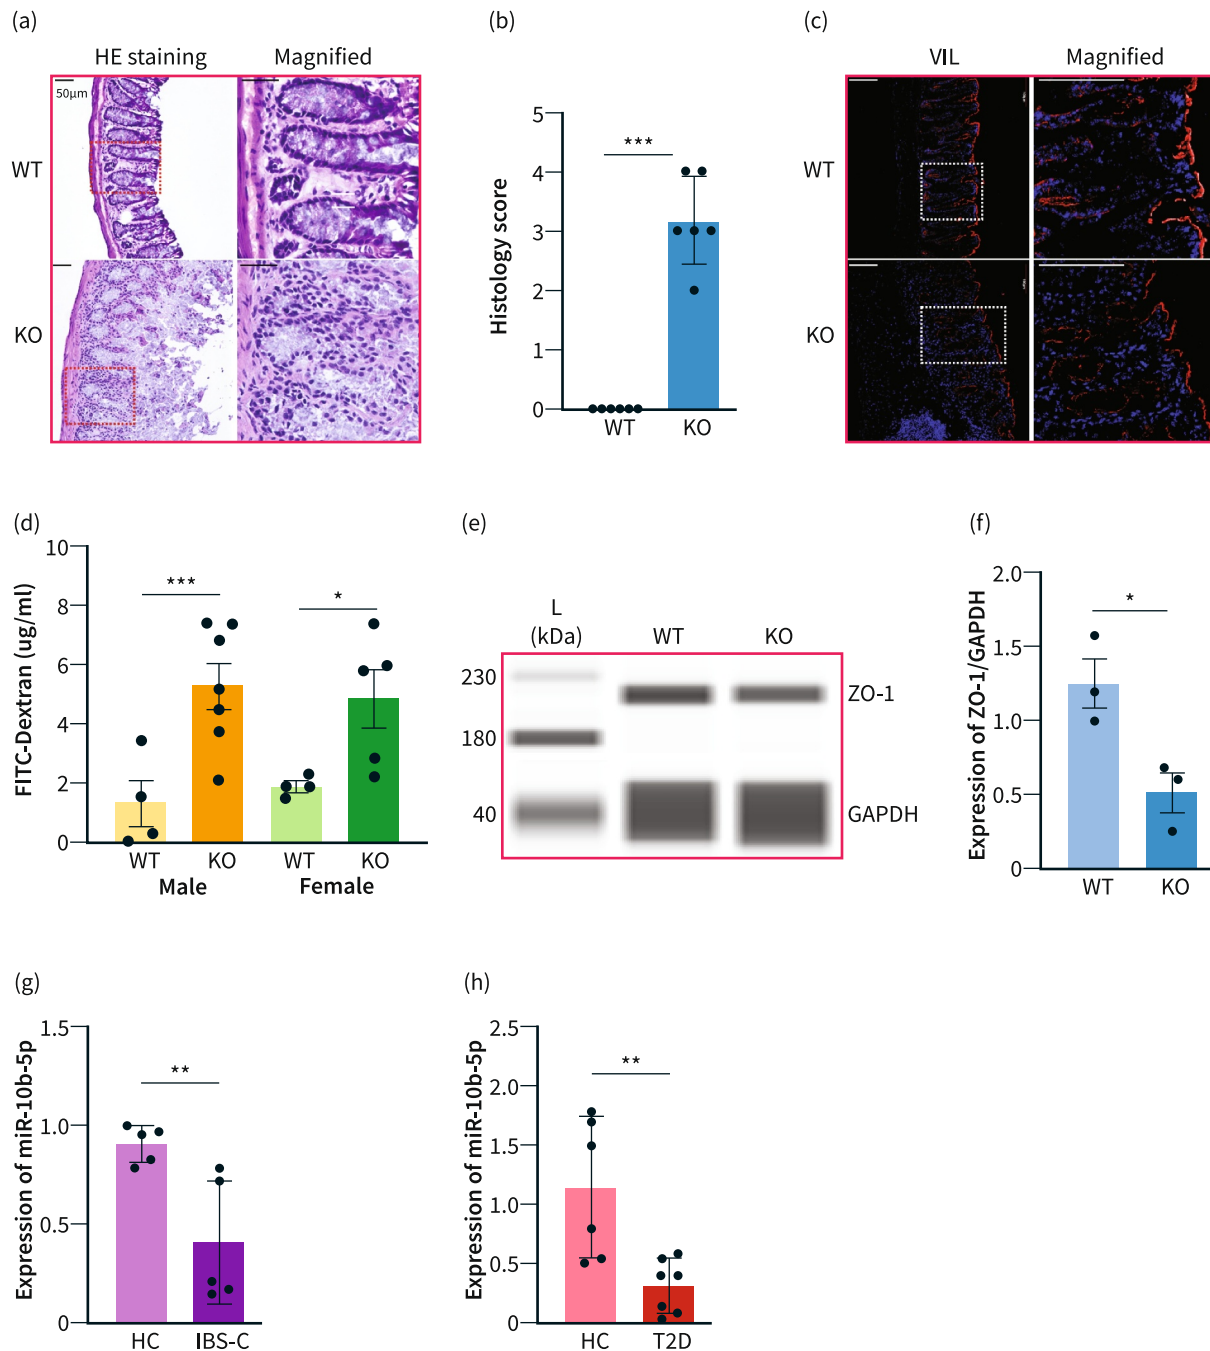 (a)
HE staining Magnified
50μm
WT
KO
(b)
Histology score
5
4
3
2
1
0
***
WT KO
(c)
VIL Magnified
WT
KO
(d)
FITC-Dextran (ug/ml)
10
8
6
4
2
0
***
*
WT KO WT KO
Male Female
(e)
L
(kDa) WT KO
230
180
40
ZO-1
GAPDH
(f)
Expression of ZO-1/GAPDH
2.0
1.5
1.0
0.5
0
*
WT KO
(g)
Expression of miR-10b-5p
1.5
1.0
0.5
0
**
HC IBS-C
(h)
Expression of miR-10b-5p
2.5
2.0
1.5
1.0
0.5
0
**
HC T2D